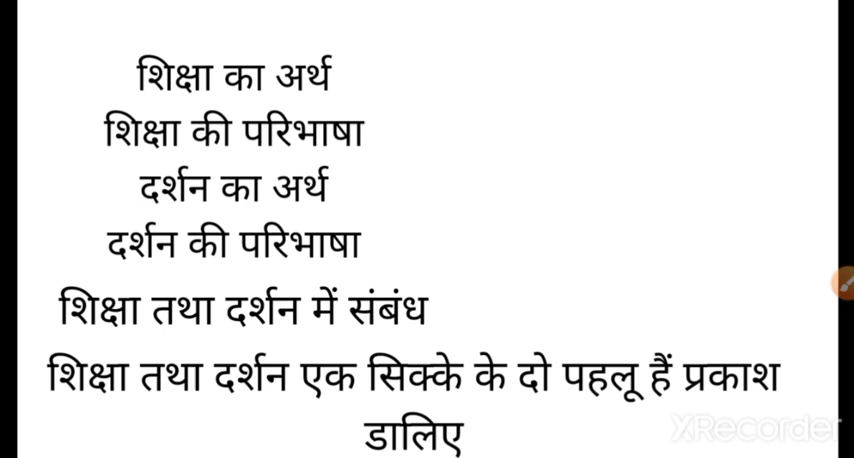 शिक्षा का अर्थ
शिक्षा की परिभाषा
दर्शन का अर्थ
दर्शन की परिभाषा
शिक्षा तथा दर्शन में संबंध
शिक्षा तथा दर्शन एक सिक्के के दो पहलू हैं प्रकाश
डालिए
XRecorder